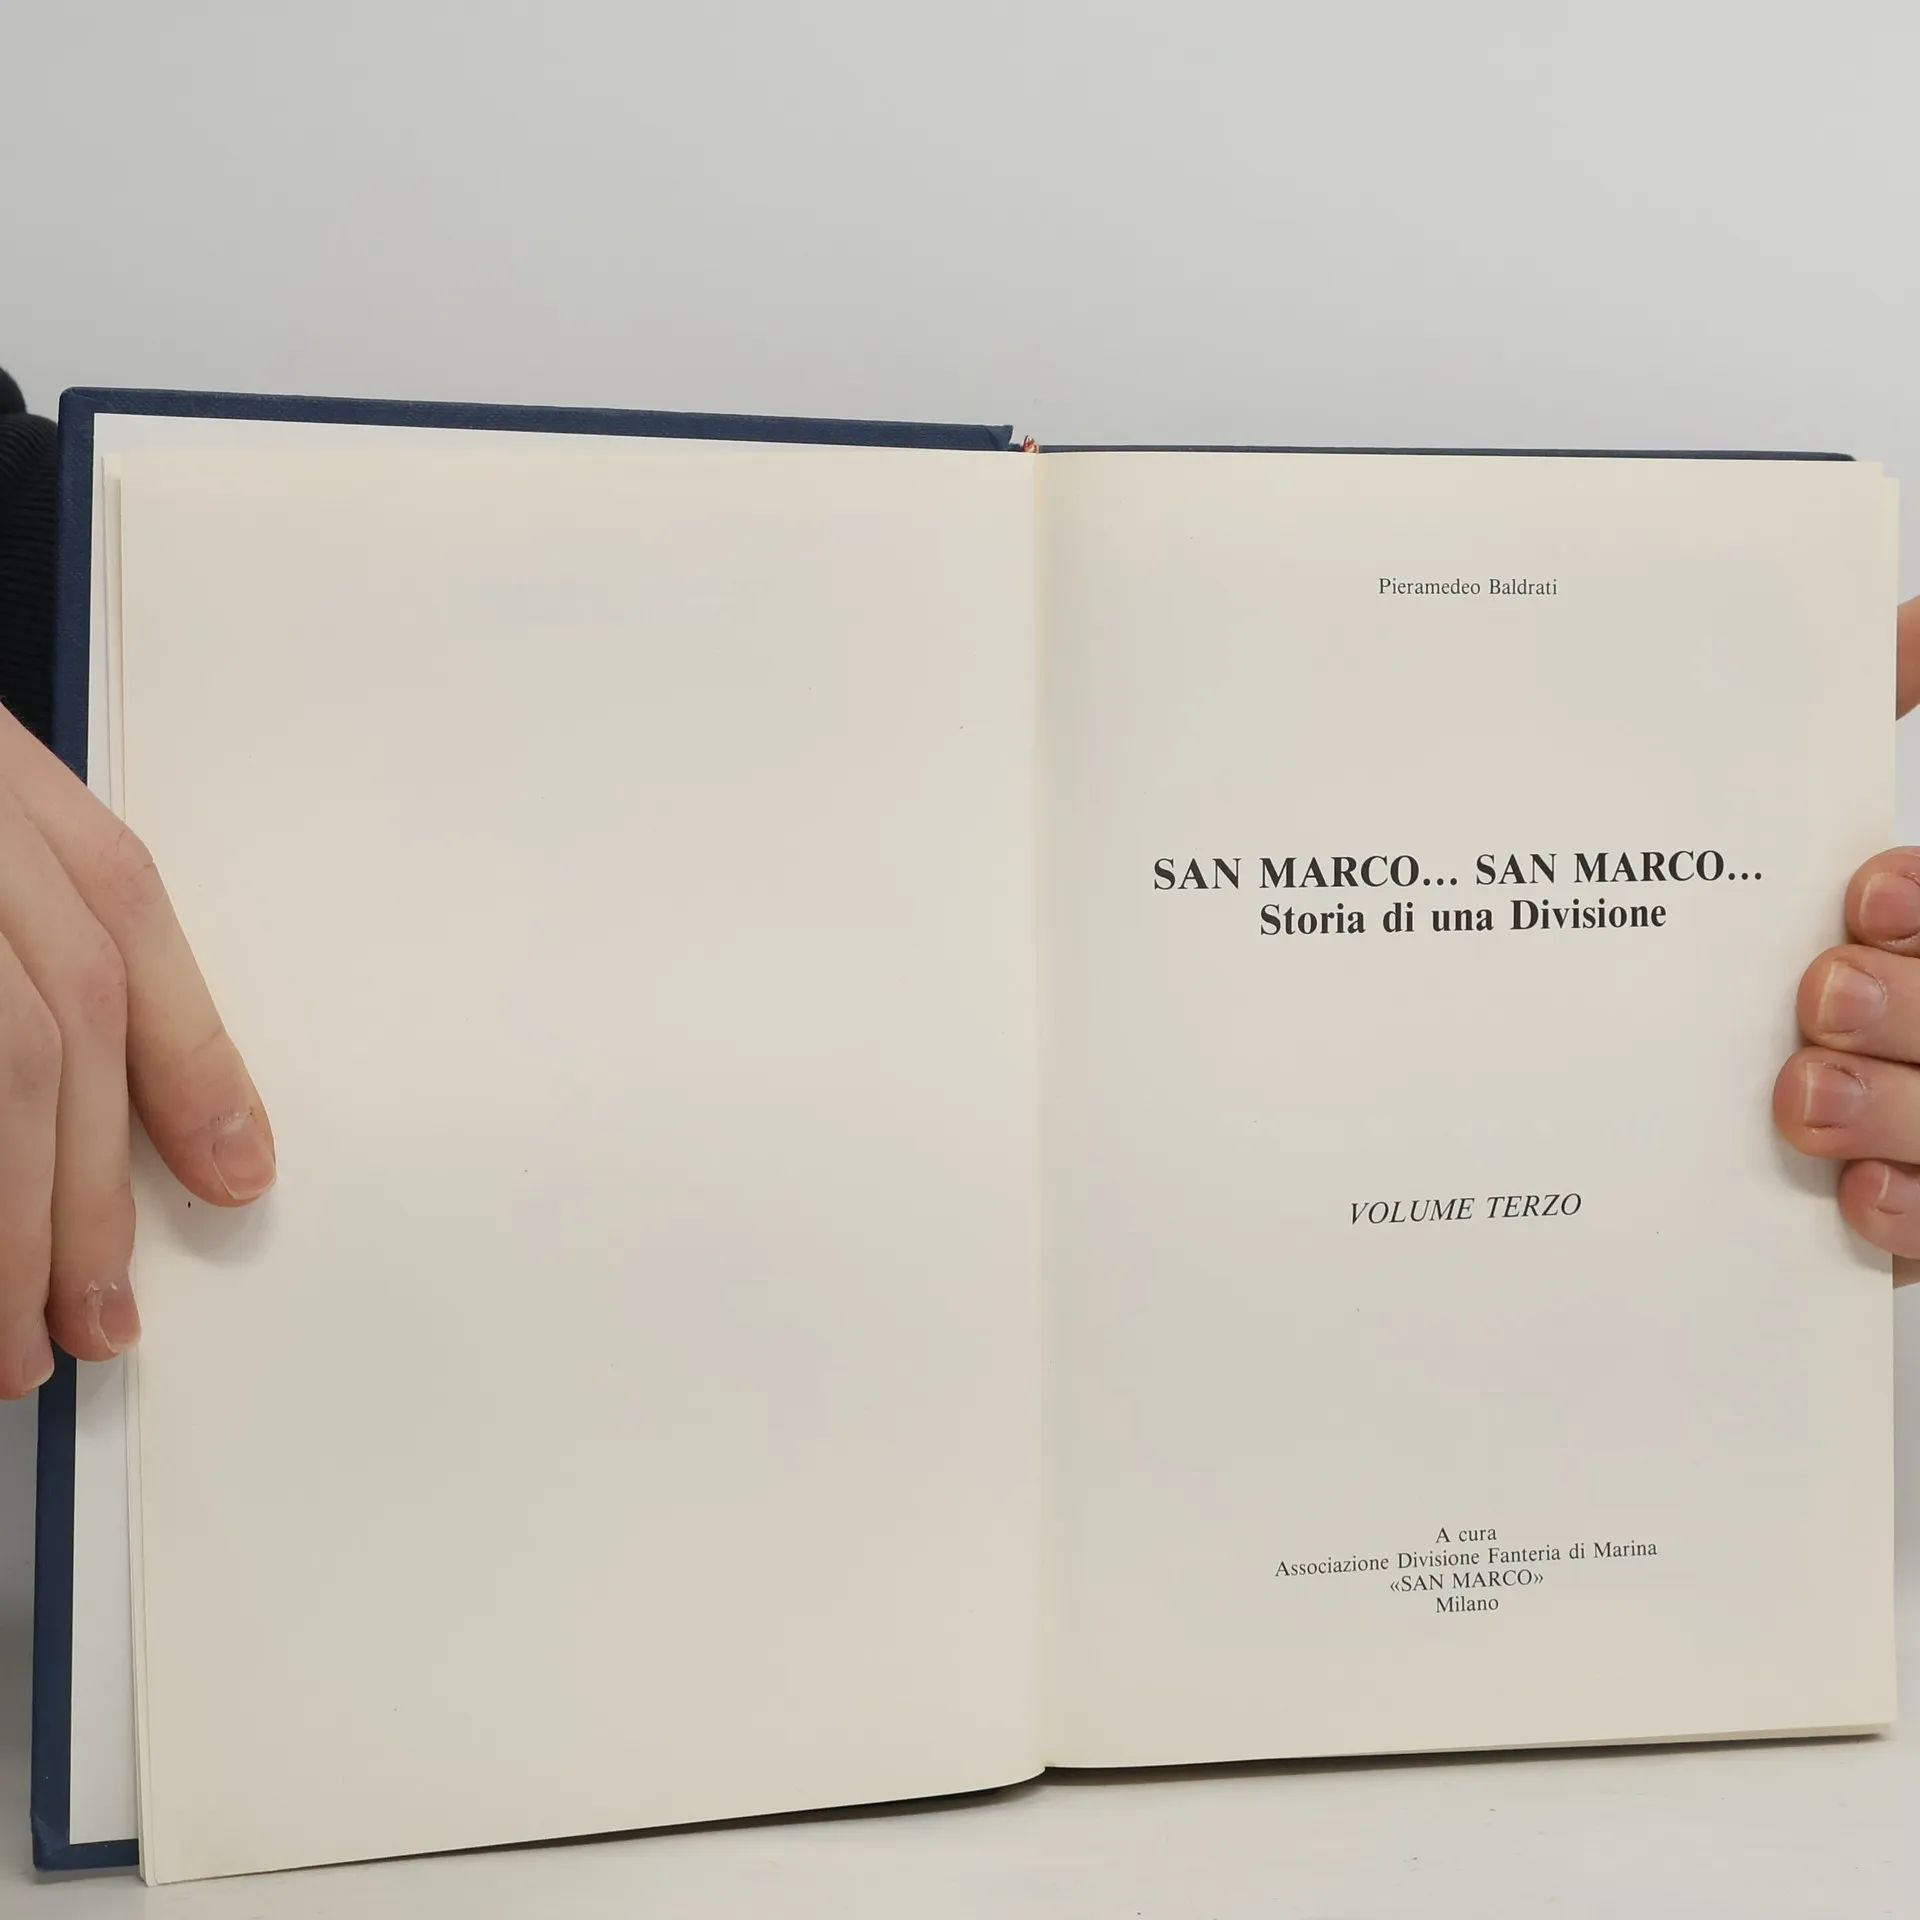 Pieramedeo Baldrati
SAN MARCO... SAN MARCO...
Storia di una Divisione
VOLUME TERZO
A cura
Associazione Divisione Fanteria di Marina
«SAN MARCO»
Milano